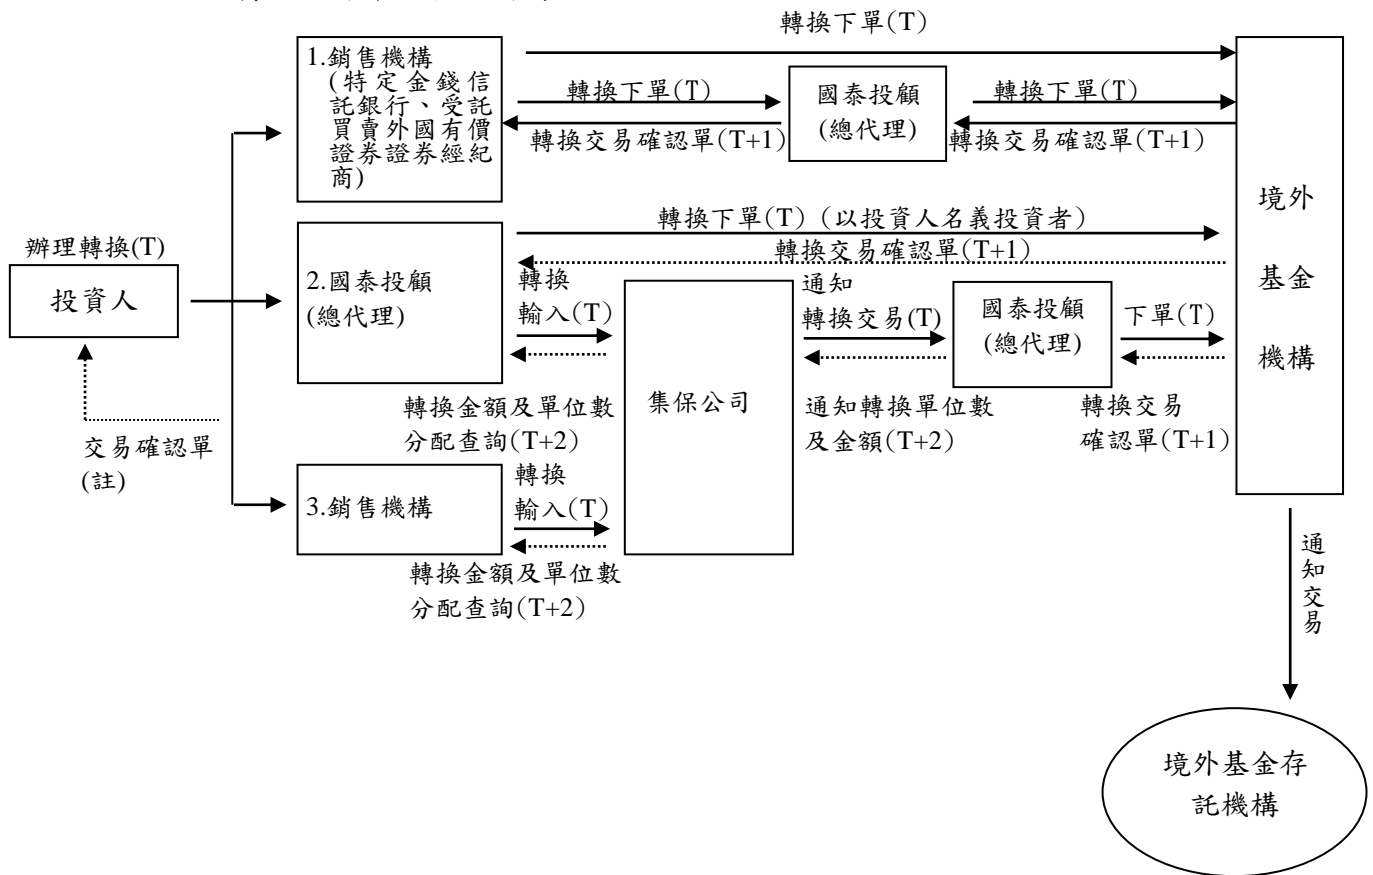 轉換下單(T)
1.銷售機構
(特定金錢信
託銀行、受託
買賣外國有價
證券證券經紀
商)
轉換下單(T)
轉換交易確認單(T+1)
國泰投顧
(總代理)
轉換下單(T)
轉換交易確認單(T+1)
境外
基金
機構
辦理轉換(T)
投資人
交易確認單
(註)
轉換下單(T)(以投資人名義投資者)
轉換交易確認單(T+1)
2.國泰投顧
(總代理)
轉換
輸入(T)
轉換金額及單位數
分配查詢(T+2)
集保公司
通知
轉換交易(T)
通知轉換單位數
及金額(T+2)
國泰投顧
(總代理)
下單(T)
轉換交易
確認單(T+1)
3.銷售機構
轉換
輸入(T)
轉換金額及單位數
分配查詢(T+2)
通知交易
境外基金存
託機構